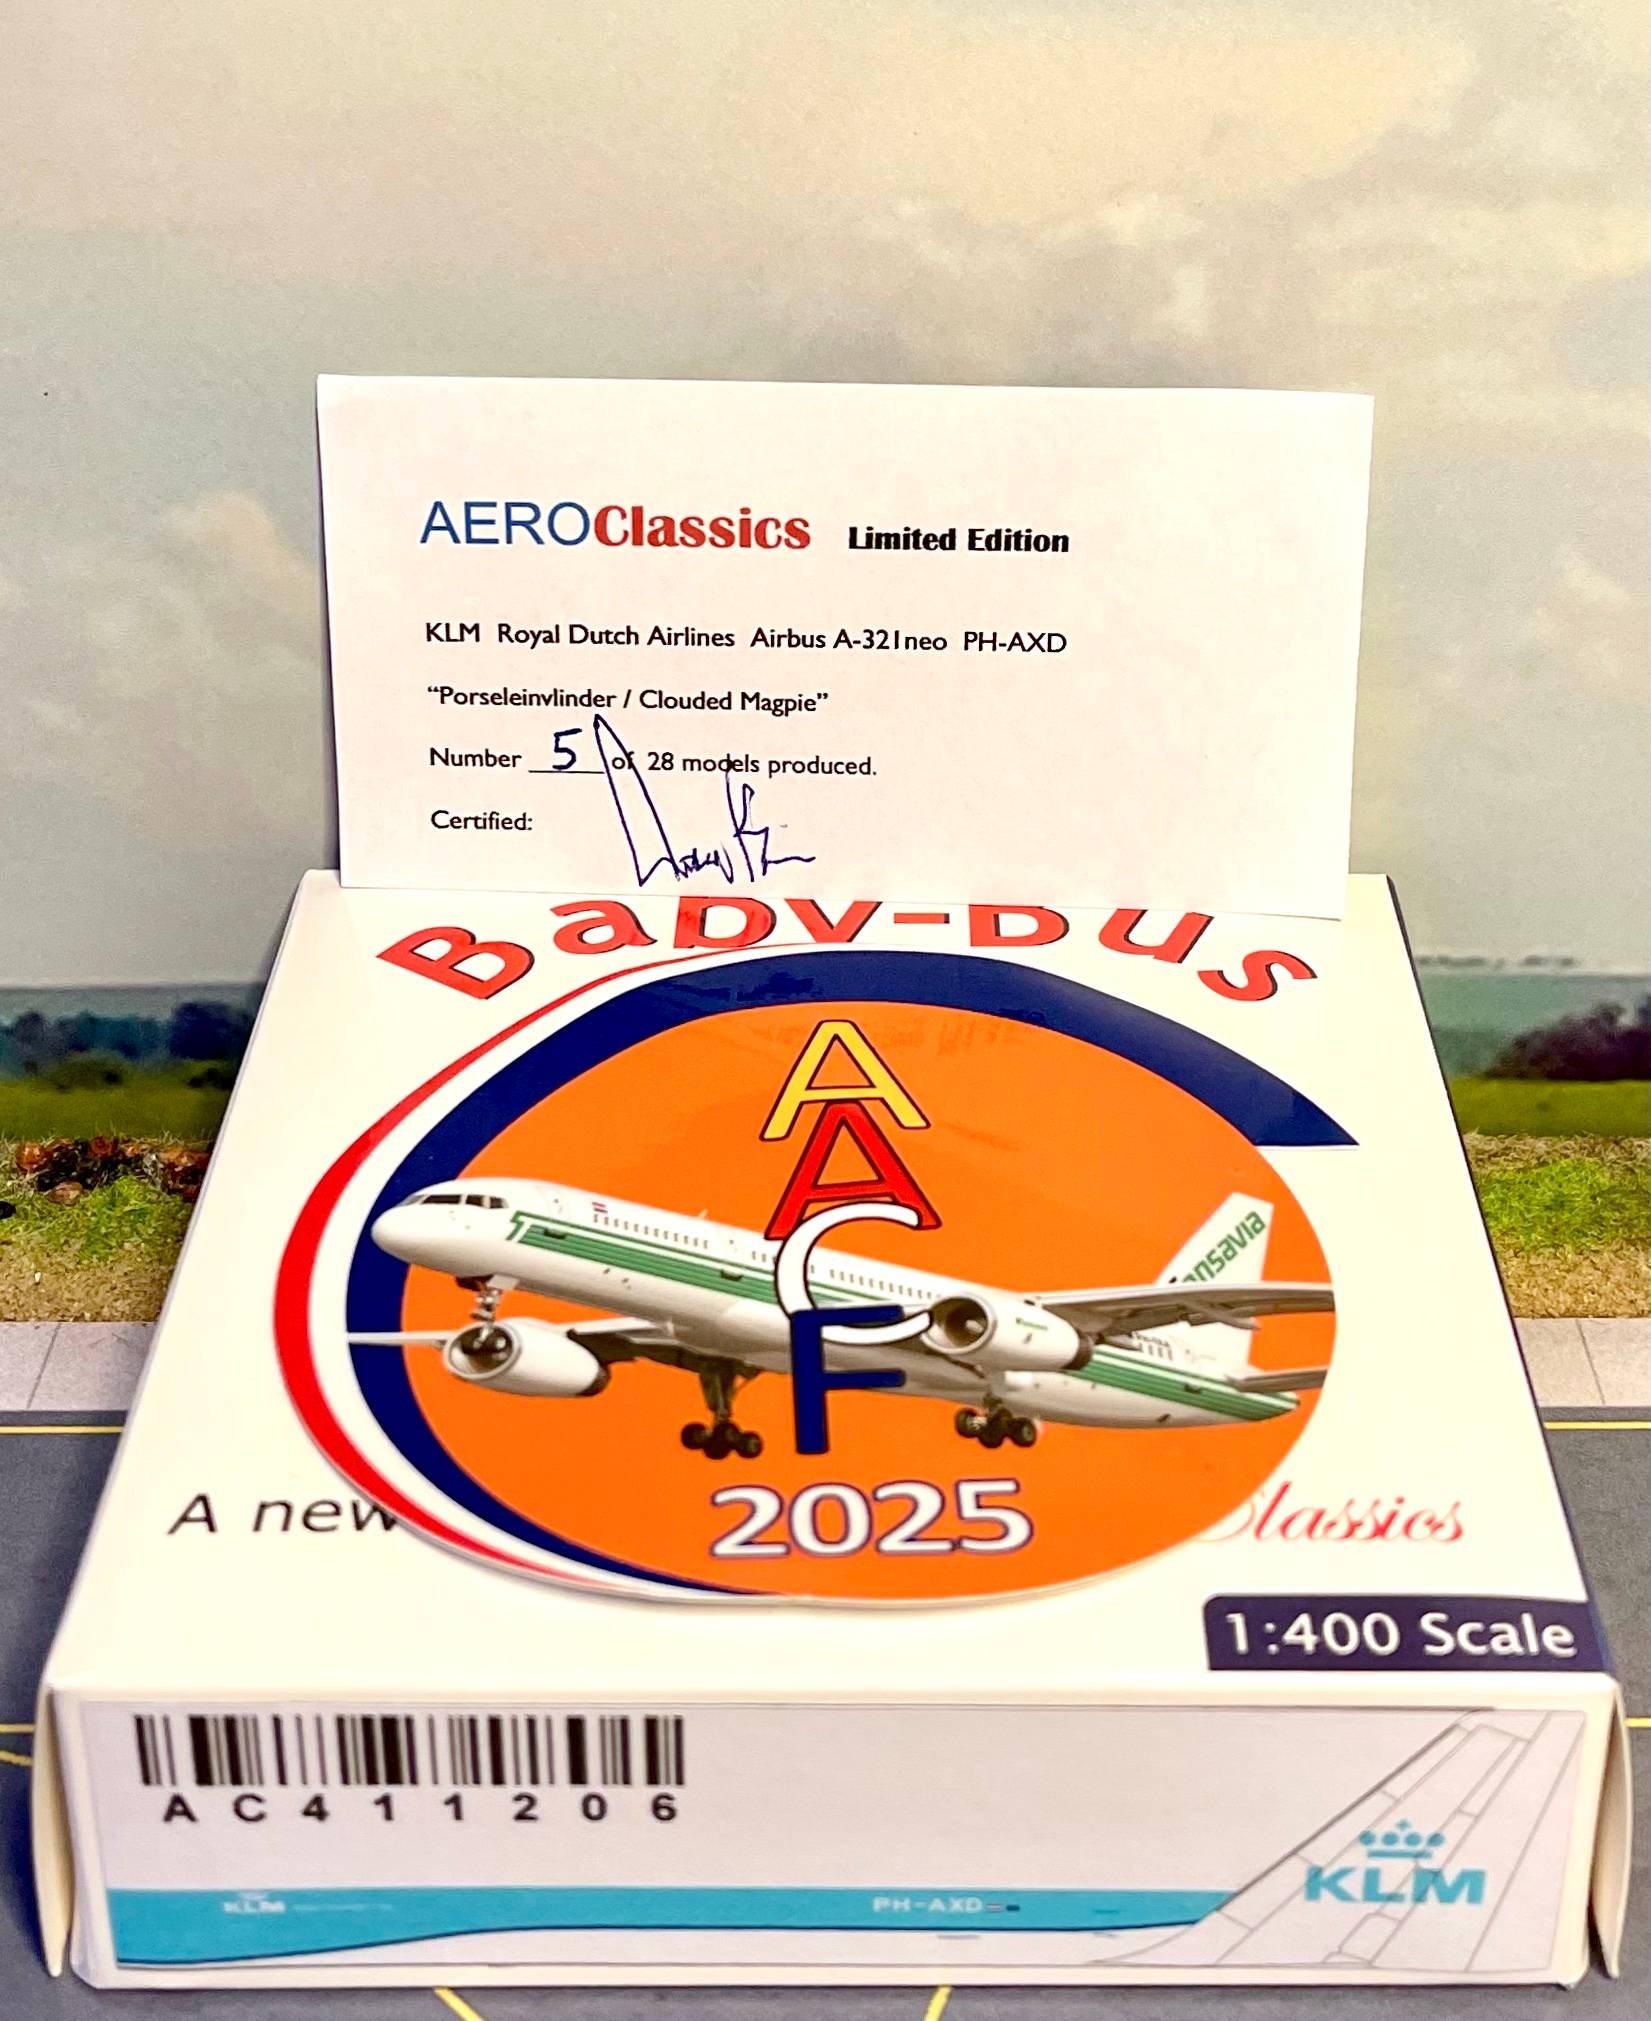 AEROClassics Limited Edition
KLM Royal Dutch Airlines Airbus A-321neo PH-AXD
“Porseleinvlinder / Clouded Magpie”
Number 5 of 28 models produced.
Certified:
Baby-Bus
A
A
C
F
ansavia
2025
A new
Classics
1:400 Scale
AC411206
KLM
PH-AXD
KLM